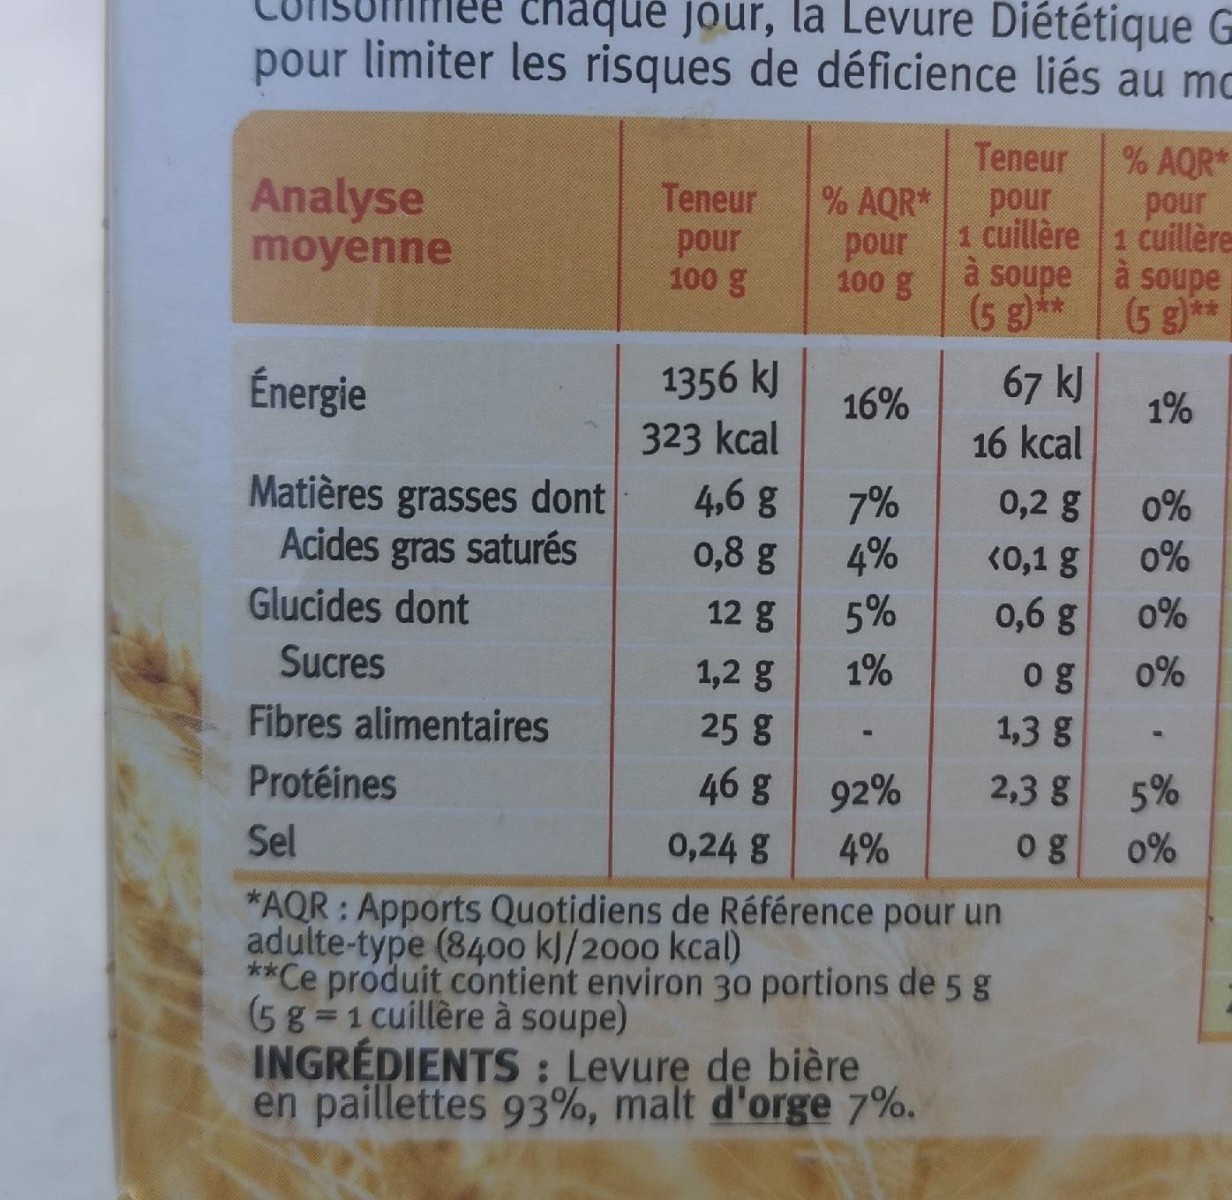 Consommée chaque jour, la Levure Diététique
pour limiter les risques de déficience liés au
Analyse
moyenne
Teneur
pour
100 g
% AQR*
pour
100 g
Teneur
pour
1 cuillère
à soupe
(5 g)**
% AQR*
pour
1 cuillère
à soupe
(5 g)**
Énergie 1356 kJ 16% 67 kJ 1%
323 kcal 16 kcal
Matières grasses dont 4,6 g 7% 0,2 g 0%
Acides gras saturés 0,8 g 4% <0,1 g 0%
Glucides dont 12 g 5% 0,6 g 0%
Sucres 1,2 g 1% 0 g 0%
Fibres alimentaires 25 g - 1,3 g -
Protéines 46 g 92% 2,3 g 5%
Sel 0,24 g 4% 0 g 0%
*AQR : Apports Quotidiens de Référence pour un
adulte-type (8400 kJ/2000 kcal)
**Ce produit contient environ 30 portions de 5 g
(5 g = 1 cuillère à soupe)
INGRÉDIENTS : Levure de bière
en paillettes 93%, malt d'orge 7%.